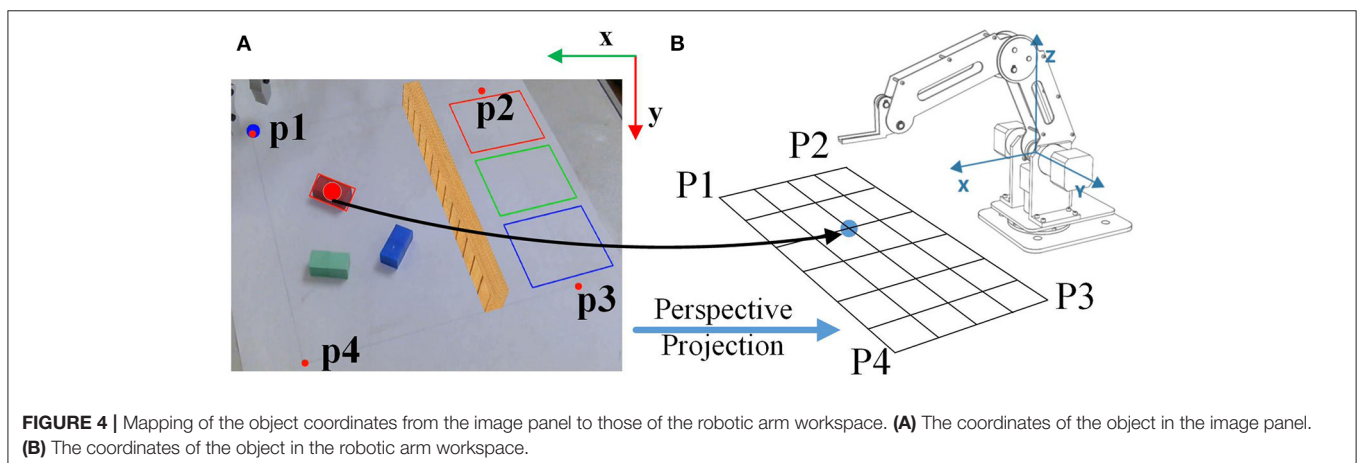 A
x
B
y
p1
p2
p3
p4
Z
X
Y
P1
P2
P3
P4
Perspective
Projection
FIGURE 4 | Mapping of the object coordinates from the image panel to those of the robotic arm workspace. (A) The coordinates of the object in the image panel.
(B) The coordinates of the object in the robotic arm workspace.